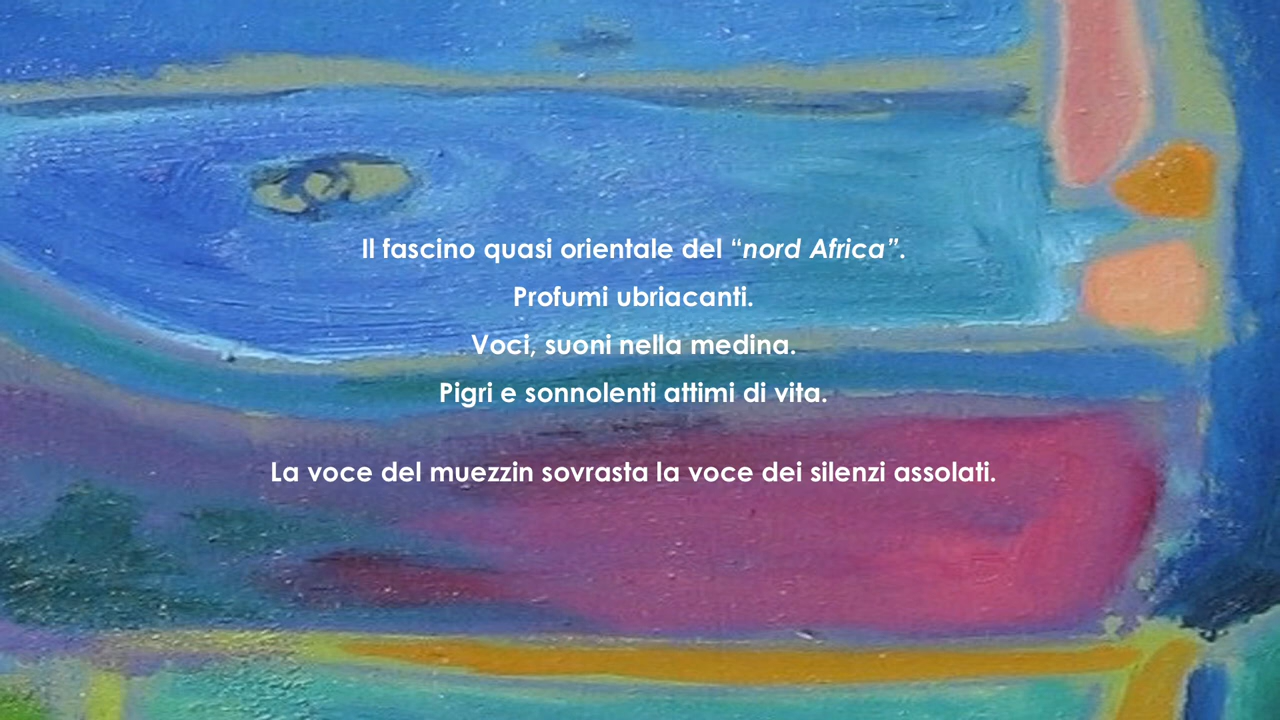 Il fascino quasi orientale del “nord Africa”.
Profumi ubriacanti.
Voci, suoni nella medina.
Pigri e sonnolenti attimi di vita.
La voce del muezzin sovrasta la voce dei silenzi assolati.